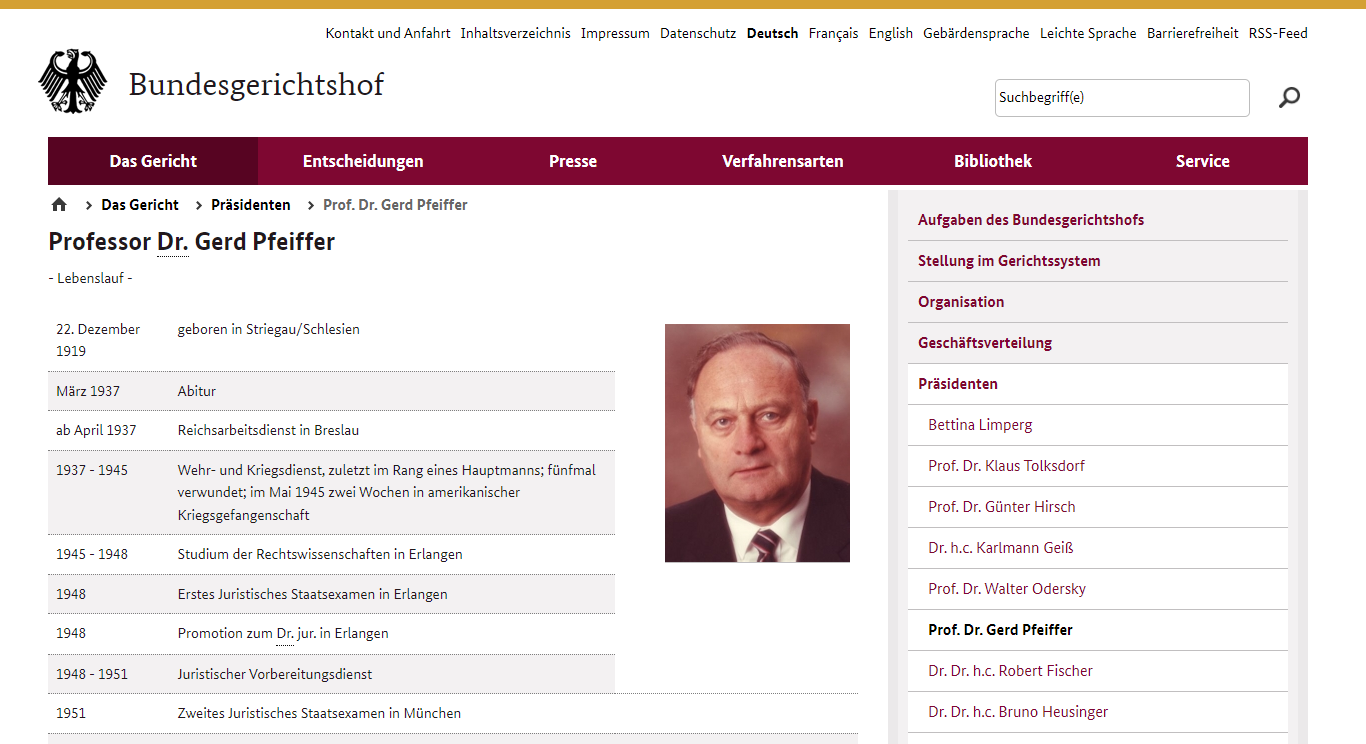 Kontakt und Anfahrt Inhaltsverzeichnis Impressum Datenschutz Deutsch Français English Gebärdensprache Leichte Sprache Barrierefreiheit RSS-Feed
Bundesgerichtshof
Suchbegriff(e)
Das Gericht Entscheidungen Presse Verfahrensarten Bibliothek Service
Das Gericht Präsidenten Prof. Dr. Gerd Pfeiffer
Professor Dr. Gerd Pfeiffer
- Lebenslauf -
22. Dezember 1919 geboren in Striegau/Schlesien
März 1937 Abitur
ab April 1937 Reichsarbeitsdienst in Breslau
1937 - 1945 Wehr- und Kriegsdienst, zuletzt im Rang eines Hauptmanns; fünfmal
verwundet; im Mai 1945 zwei Wochen in amerikanischer
Kriegsgefangenschaft
1945 - 1948 Studium der Rechtswissenschaften in Erlangen
1948 Erstes Juristisches Staatsexamen in Erlangen
1948 Promotion zum Dr. jur. in Erlangen
1948 - 1951 Juristischer Vorbereitungsdienst
1951 Zweites Juristisches Staatsexamen in München
Aufgaben des Bundesgerichtshofs
Stellung im Gerichtssystem
Organisation
Geschäftsverteilung
Präsidenten
Bettina Limperg
Prof. Dr. Klaus Tolksdorf
Prof. Dr. Günter Hirsch
Dr. h.c. Karlmann Geiß
Prof. Dr. Walter Odersky
Prof. Dr. Gerd Pfeiffer
Dr. Dr. h.c. Robert Fischer
Dr. Dr. h.c. Bruno Heusinger